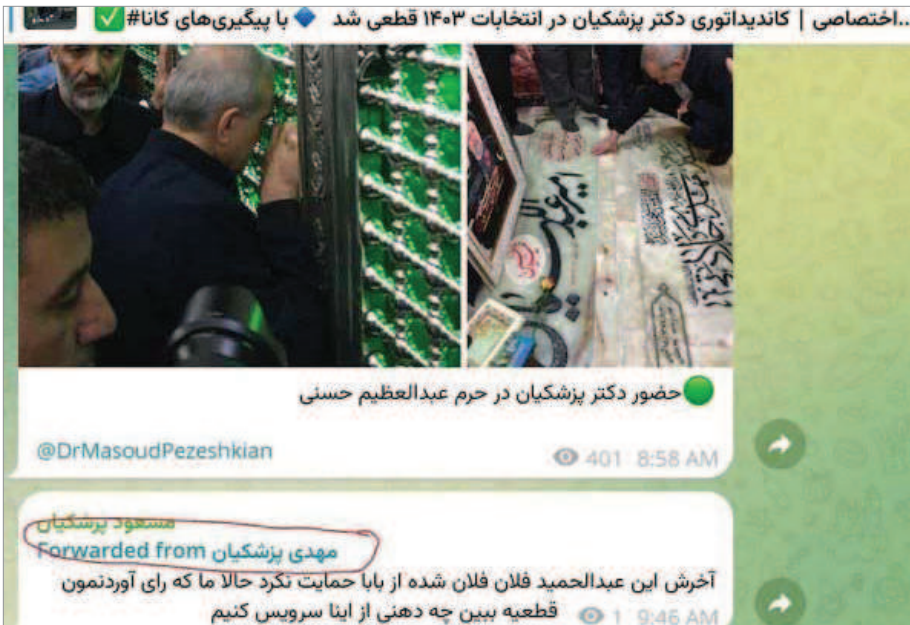 ..اختصاصی | کاندیداتوری دکتر پزشکیان در انتخابات ۱۴۰۳ قطعی شد 🔷 با پیگیری‌های کانا# ✅
امیر عبداللهیان
🟢حضور دکتر پزشکیان در حرم عبدالعظیم حسنی
@DrMasoudPezeshkian
401 8:58 AM
مسعود پزشکیان
Forwarded from مهدی پزشکیان
آخرش این عبدالحمید فلان فلان شده از بابا حمایت نکرد حالا ما که رای آوردنمون
قطعیه ببین چه دهنی از اینا سرویس کنیم
1 9:46 AM